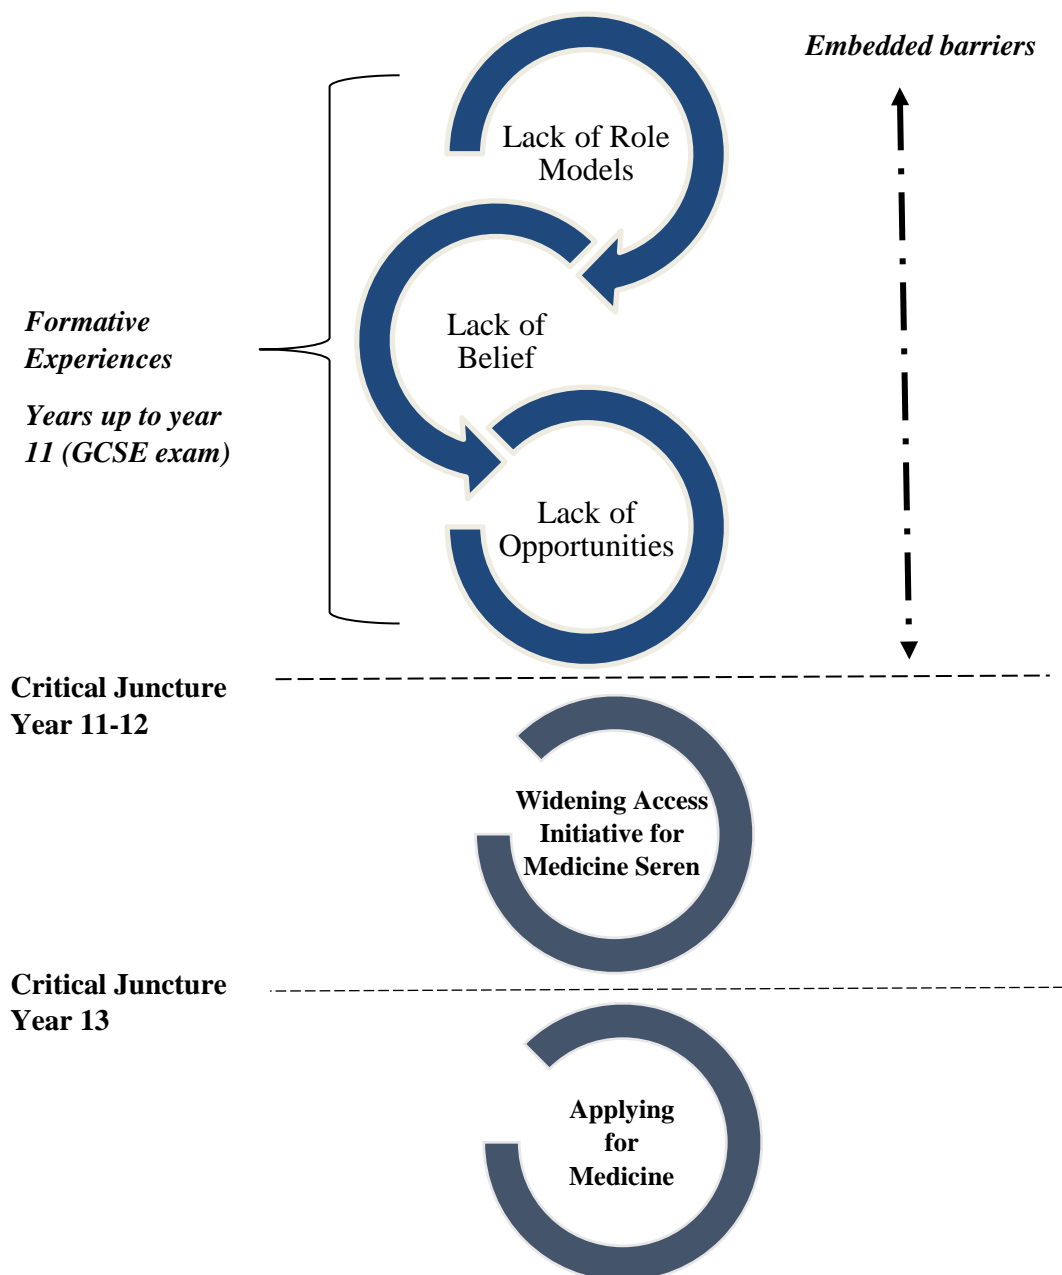 Embedded barriers
Lack of Role
Models
Lack of
Belief
Formative
Experiences
Years up to year
11 (GCSE exam)
Lack of
Opportunities
Critical Juncture
Year 11-12
Widening Access
Initiative for
Medicine Seren
Critical Juncture
Year 13
Applying
for
Medicine